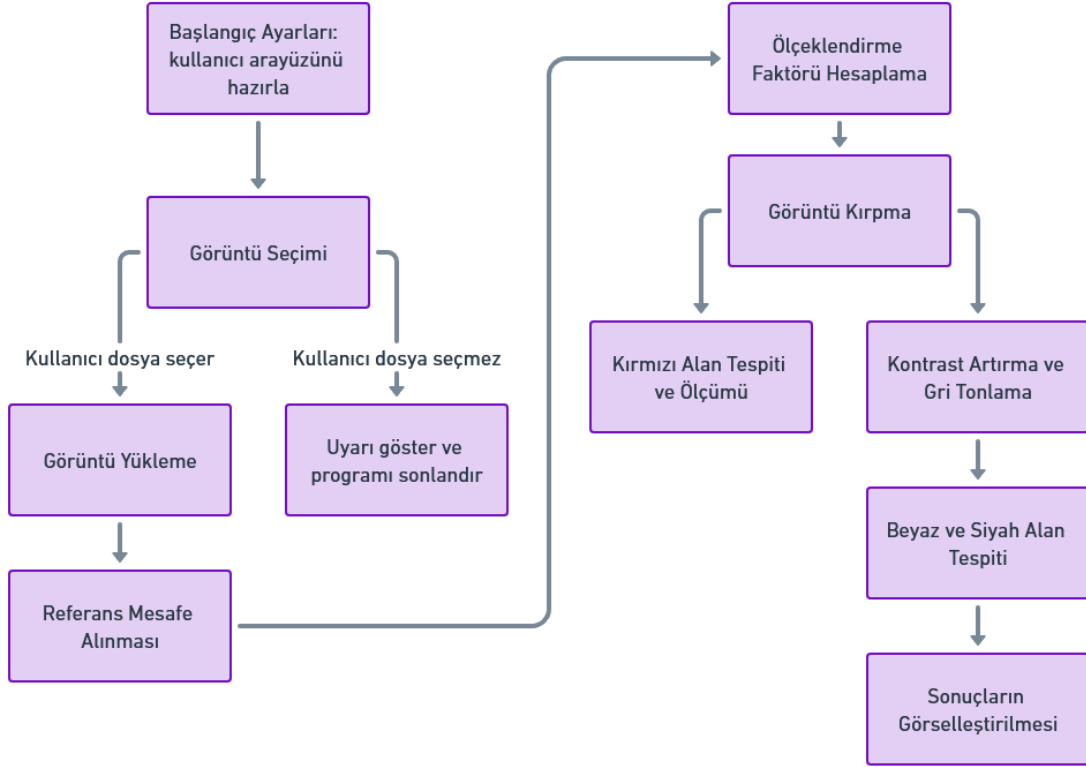 Başlangıç Ayarları:
kullanıcı arayüzünü
hazırla
Görüntü Seçimi
Kullanıcı dosya seçer
Kullanıcı dosya seçmez
Görüntü Yükleme
Uyarı göster ve
programı sonlandır
Referans Mesafe
Alınması
Ölçeklendirme
Faktörü Hesaplama
Görüntü Kırpma
Kırmızı Alan Tespiti
ve Ölçümü
Kontrast Artırma ve
Gri Tonlama
Beyaz ve Siyah Alan
Tespiti
Sonuçların
Görselleştirilmesi